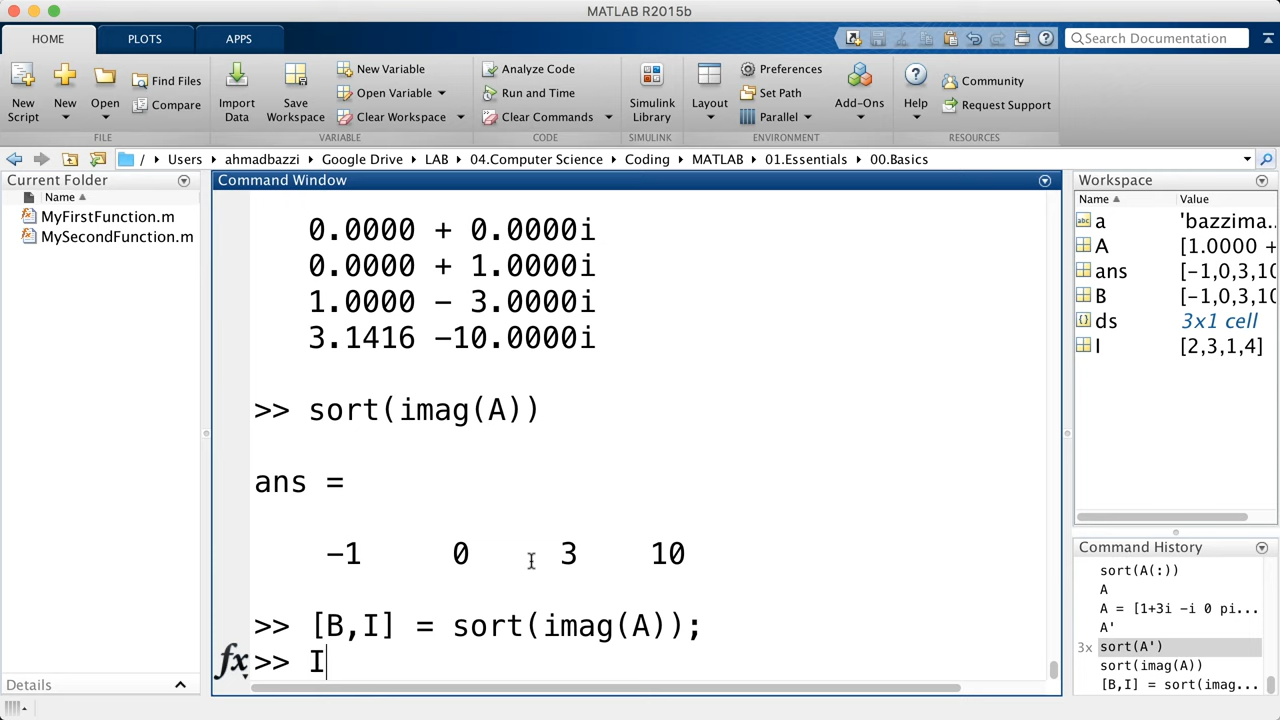 MATLAB R2015b
HOME PLOTS APPS Search Documentation
New Script New Open Find Files Compare Import Data Save Workspace New Variable Open Variable Clear Workspace Analyze Code Run and Time Clear Commands Simulink Library Layout Preferences Set Path Parallel Add-Ons Help Community Request Support
FILE VARIABLE CODE SIMULINK ENVIRONMENT RESOURCES
/ Users ahmadbazzi Google Drive LAB 04.Computer Science Coding MATLAB 01.Essentials 00.Basics
Current Folder
Name
MyFirstFunction.m
MySecondFunction.m
Details
Command Window
0.0000 + 0.0000i
0.0000 + 1.0000i
1.0000 - 3.0000i
3.1416 -10.0000i
>> sort(imag(A))
ans =
-1 0 3 10
>> [B,I] = sort(imag(A));
fx >> I
Workspace
Name Value
a 'bazzima...
A [1.0000 +
ans [-1,0,3,10
B [-1,0,3,10
ds 3x1 cell
I [2,3,1,4]
Command History
sort(A(:))
A
A = [1+3i -i 0 pi...
A'
3x sort(A')
sort(imag(A))
[B,I] = sort(imag...